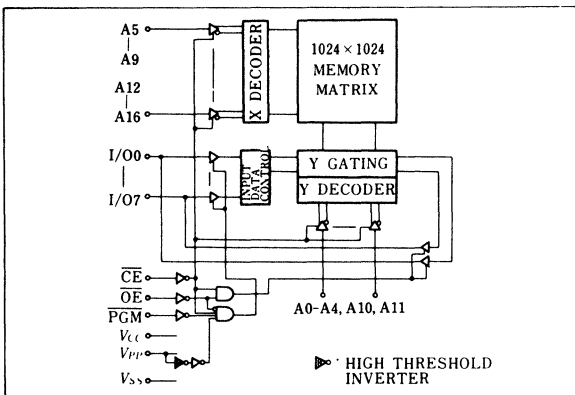 A5
A9
A12
A16
X DECODER
1024 × 1024
MEMORY
MATRIX
I/O0
I/O7
INPUT
DATA
CONTROL
Y GATING
Y DECODER
CE
OE
PGM
VCC
VPP
VSS
A0-A4, A10, A11
HIGH THRESHOLD
INVERTER